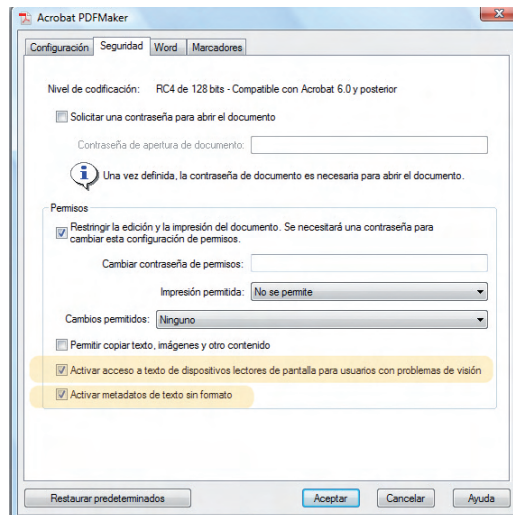 Acrobat PDFMaker
Configuración Seguridad Word Marcadores
Nivel de codificación: RC4 de 128 bits - Compatible con Acrobat 6.0 y posterior
Solicitar una contraseña para abrir el documento
Contraseña de apertura de documento:
Una vez definida, la contraseña de documento es necesaria para abrir el documento.
Permisos
Restringir la edición y la impresión del documento. Se necesitará una contraseña para
cambiar esta configuración de permisos.
Cambiar contraseña de permisos:
Impresión permitida: No se permite
Cambios permitidos: Ninguno
Permitir copiar texto, imágenes y otro contenido
Activar acceso a texto de dispositivos lectores de pantalla para usuarios con problemas de visión
Activar metadatos de texto sin formato
Restaurar predeterminados Aceptar Cancelar Ayuda